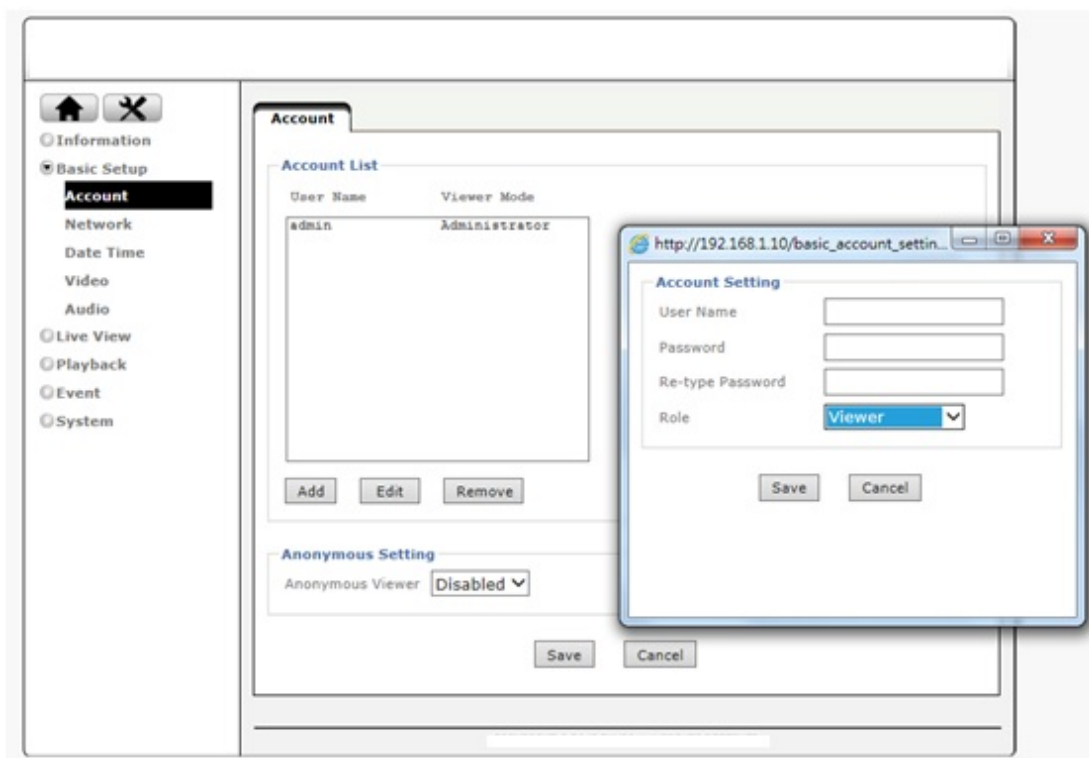 Information
Basic Setup
Account
Network
Date Time
Video
Audio
Live View
Playback
Event
System
Account
Account List
User Name Viewer Mode
admin Administrator
Add Edit Remove
Anonymous Setting
Anonymous Viewer Disabled
Save Cancel
http://192.168.1.10/basic_account_settin...
Account Setting
User Name
Password
Re-type Password
Role Viewer
Save Cancel